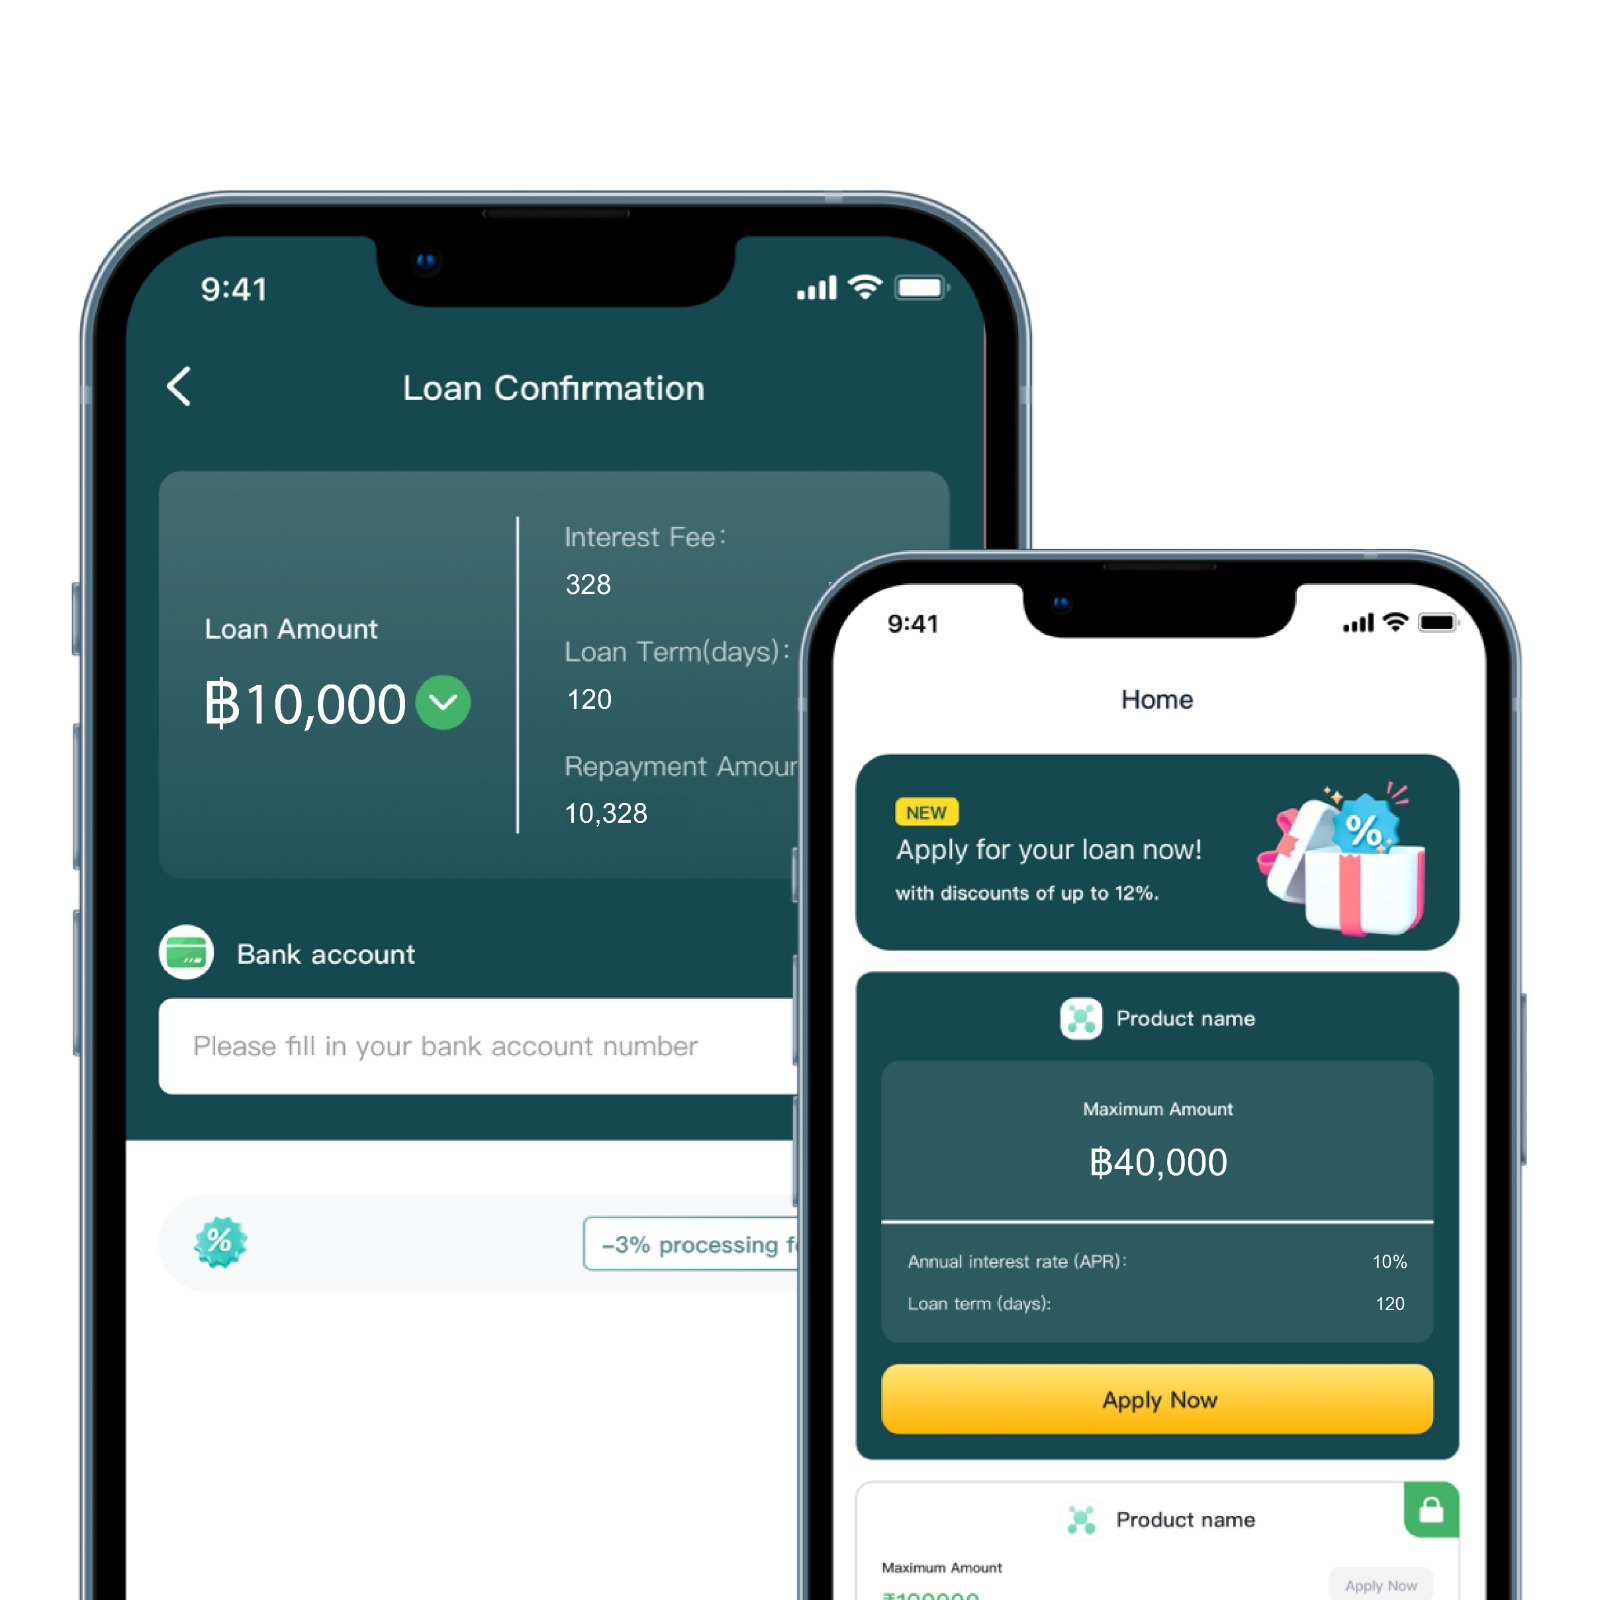 9:41
Loan Confirmation
Interest Fee:
328
Loan Amount
฿10,000
Loan Term(days):
120
Repayment Amoun
10,328
Bank account
Please fill in your bank account number
%
-3% processing f
9:41
Home
NEW
Apply for your loan now!
with discounts of up to 12%.
%
Product name
Maximum Amount
฿40,000
Annual interest rate (APR): 10%
Loan term (days): 120
Apply Now
Product name
Maximum Amount
Apply Now